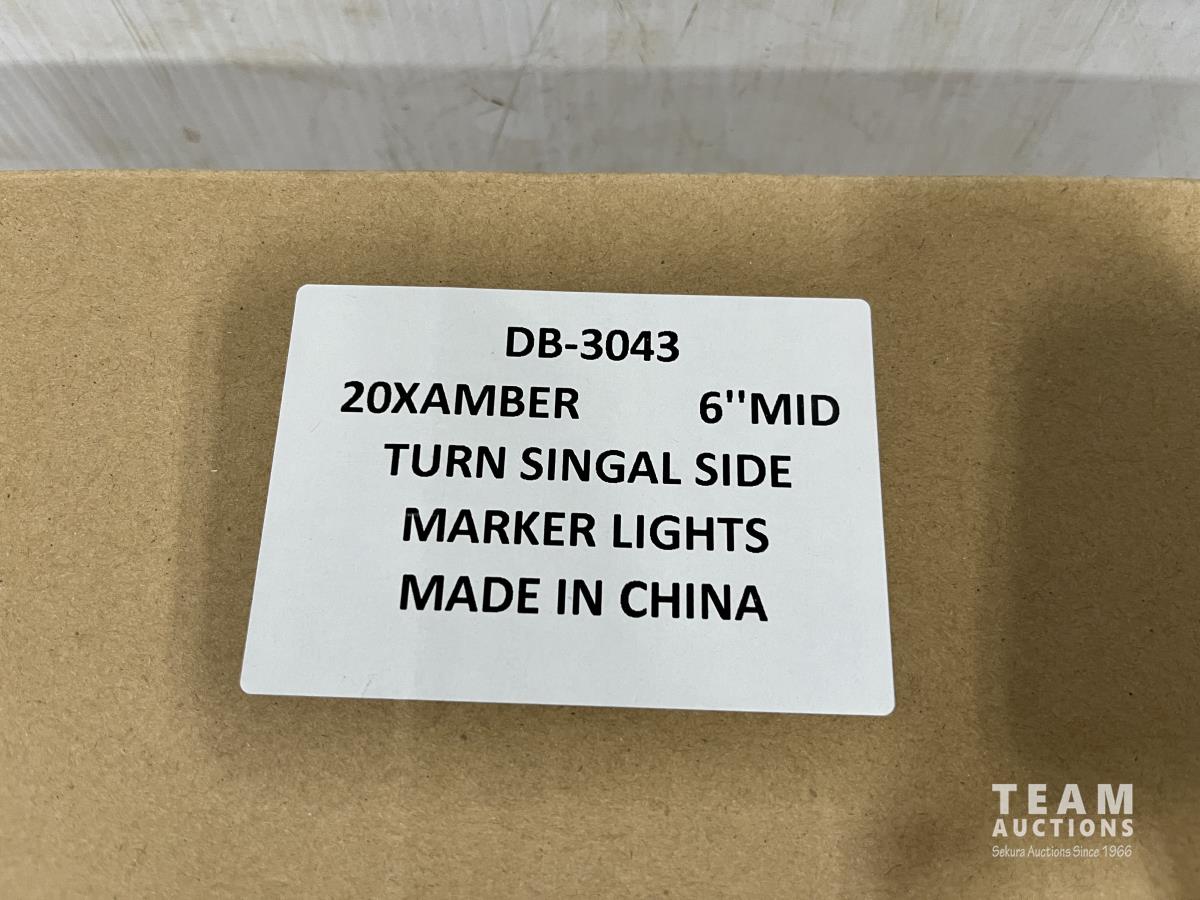 DB-3043
20XAMBER 6''MID
TURN SINGAL SIDE
MARKER LIGHTS
MADE IN CHINA
TEAM
AUCTIONS
Sekura Auctions Since 1966